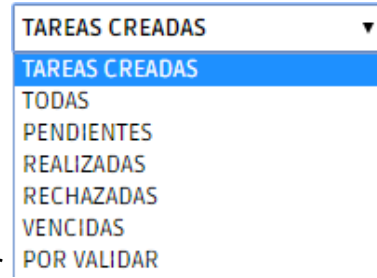 TAREAS CREADAS
TAREAS CREADAS
TODAS
PENDIENTES
REALIZADAS
RECHAZADAS
VENCIDAS
POR VALIDAR